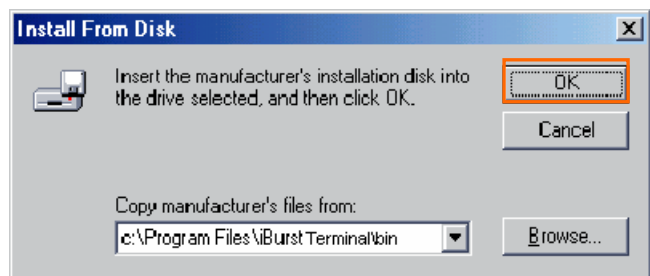 Install From Disk
Insert the manufacturer's installation disk into
the drive selected, and then click OK.
OK
Cancel
Copy manufacturer's files from:
c:\Program Files\iBurst Terminal\bin
Browse...